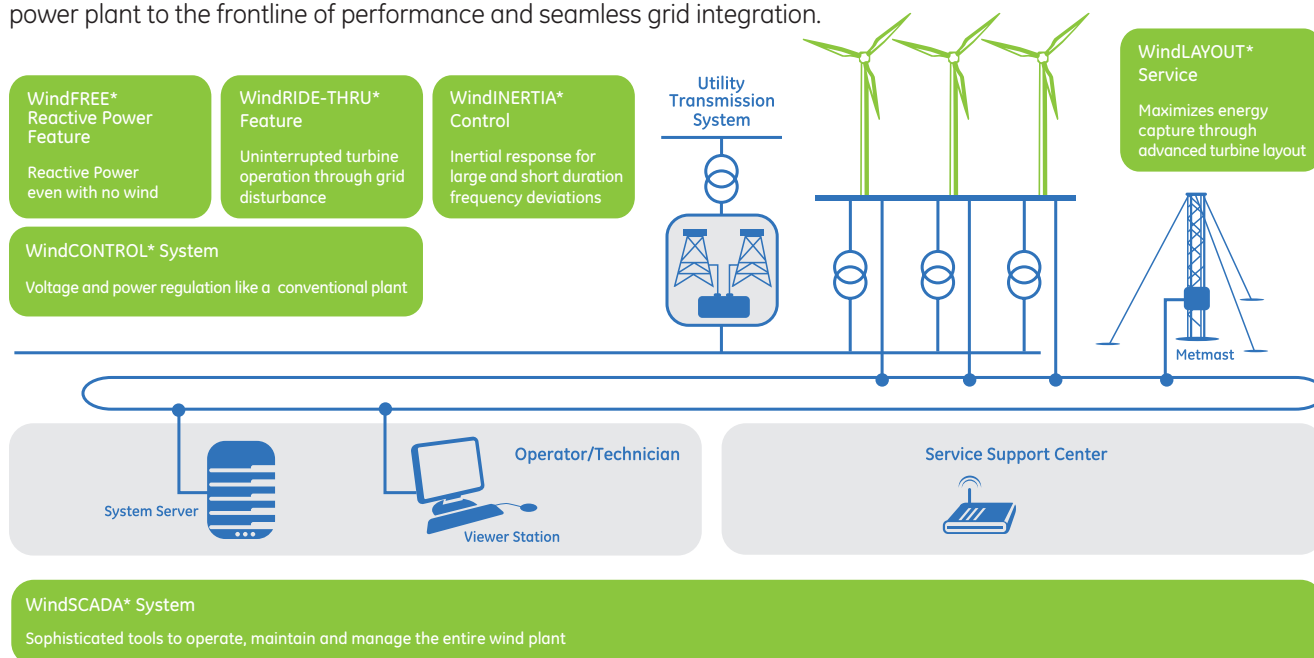 power plant to the frontline of performance and seamless grid integration.
WindFREE*
Reactive Power
Feature
Reactive Power
even with no wind
WindRIDE-THRU*
Feature
Uninterrupted turbine
operation through grid
disturbance
WindINERTIA*
Control
Inertial response for
large and short duration
frequency deviations
Utility
Transmission
System
WindLAYOUT*
Service
Maximizes energy
capture through
advanced turbine layout
WindCONTROL* System
Voltage and power regulation like a conventional plant
Metmast
Operator/Technician
System Server
Viewer Station
Service Support Center
WindSCADA* System
Sophisticated tools to operate, maintain and manage the entire wind plant